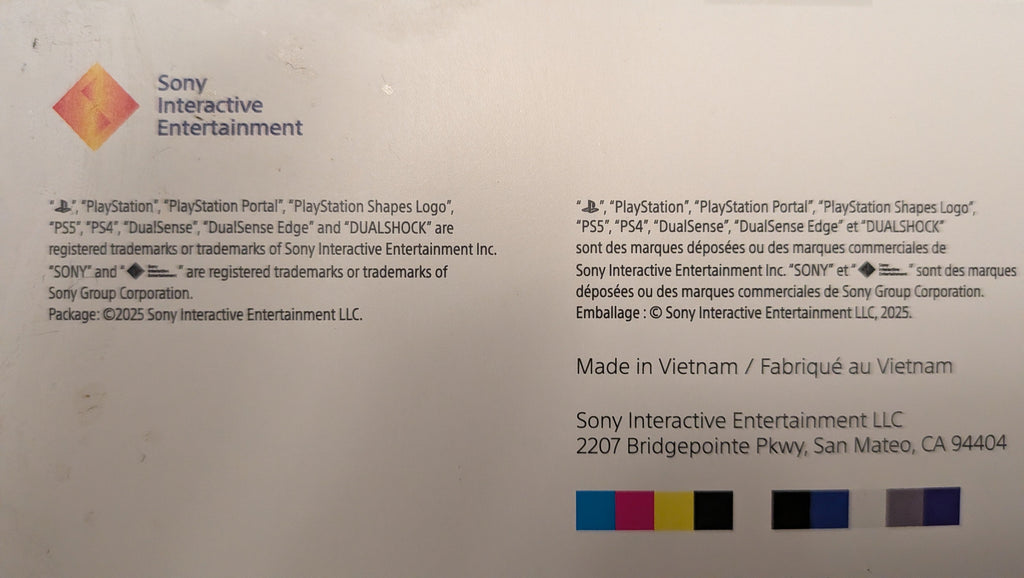 Sony
Interactive
Entertainment
“ ”, “PlayStation”, “PlayStation Portal”, “PlayStation Shapes Logo”,
“PS5”, “PS4”, “DualSense”, “DualSense Edge” and “DUALSHOCK” are
registered trademarks or trademarks of Sony Interactive Entertainment Inc.
“SONY” and “ ” are registered trademarks or trademarks of
Sony Group Corporation.
Package: ©2025 Sony Interactive Entertainment LLC.
“ ”, “PlayStation”, “PlayStation Portal”, “PlayStation Shapes Logo”,
“PS5”, “PS4”, “DualSense”, “DualSense Edge” et “DUALSHOCK”
sont des marques déposées ou des marques commerciales de
Sony Interactive Entertainment Inc. “SONY” et “ ” sont des marques
déposées ou des marques commerciales de Sony Group Corporation.
Emballage : © Sony Interactive Entertainment LLC, 2025.
Made in Vietnam / Fabriqué au Vietnam
Sony Interactive Entertainment LLC
2207 Bridgepointe Pkwy, San Mateo, CA 94404